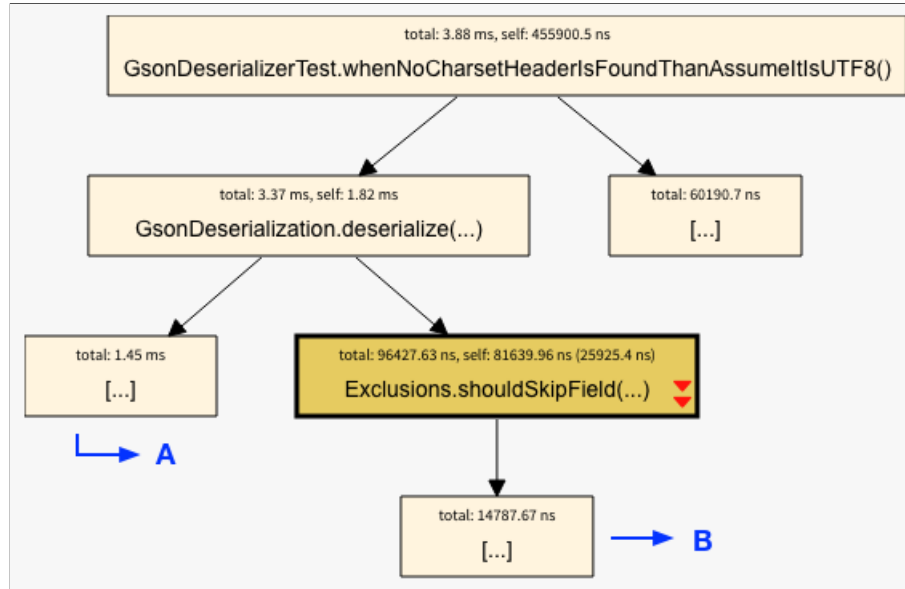 total: 3.88 ms, self: 455900.5 ns
GsonDeserializerTest.whenNoCharsetHeaderIsFoundThanAssumeItIsUTF8()
total: 3.37 ms, self: 1.82 ms
GsonDeserialization.deserialize(...)
total: 60190.7 ns
[...]
total: 1.45 ms
[...]
total: 96427.63 ns, self: 81639.96 ns (25925.4 ns)
Exclusions.shouldSkipField(...)
A
total: 14787.67 ns
[...]
B